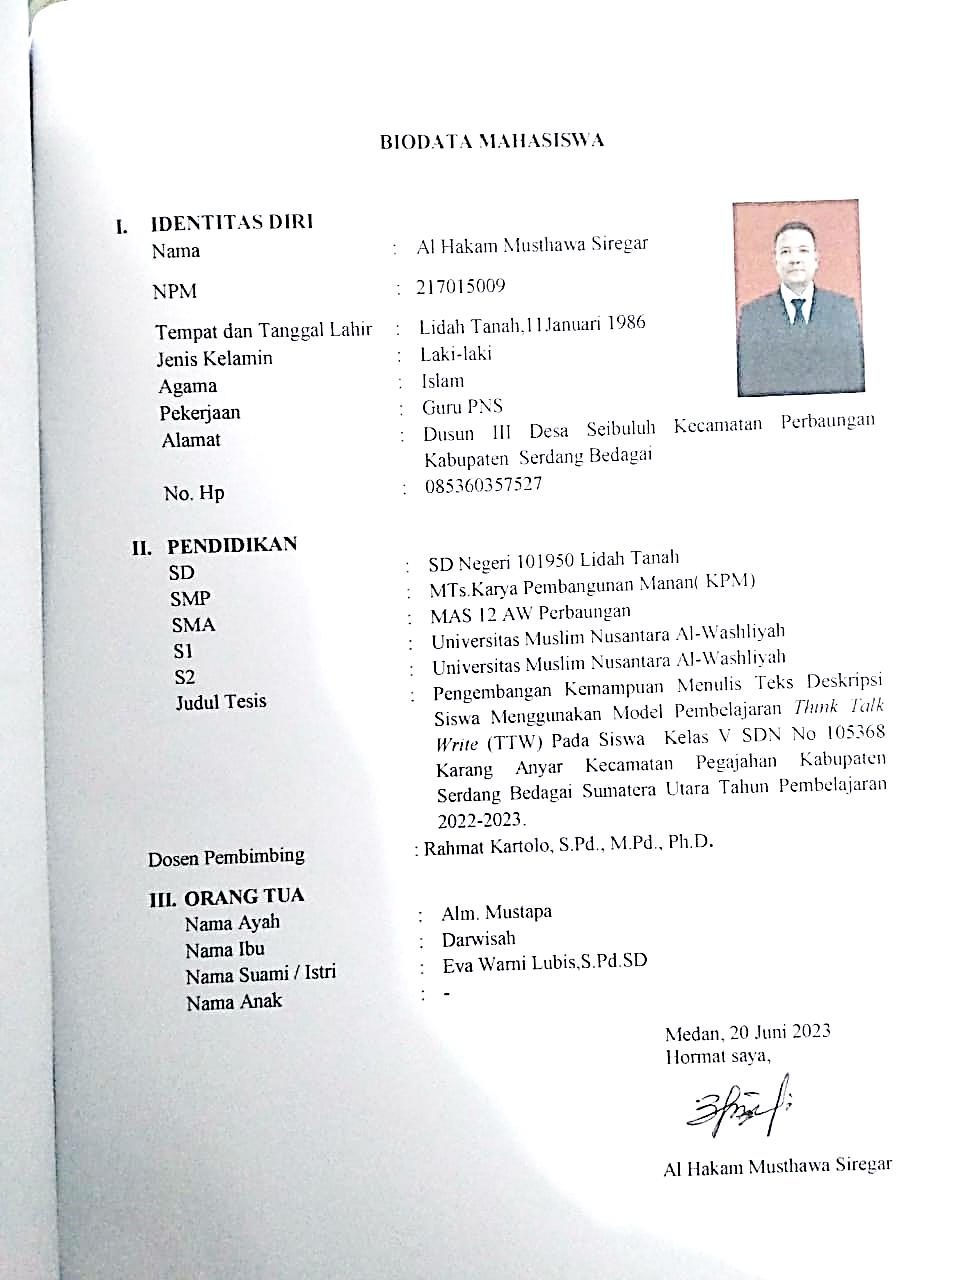 BIODATA MAHASISWA
I. IDENTITAS DIRI
Nama : Al Hakam Musthawa Siregar
NPM : 217015009
Tempat dan Tanggal Lahir : Lidah Tanah,11Januari 1986
Jenis Kelamin : Laki-laki
Agama : Islam
Pekerjaan : Guru PNS
Alamat : Dusun III Desa Seibuluh Kecamatan Perbaungan
Kabupaten Serdang Bedagai
No. Hp : 085360357527
II. PENDIDIKAN
SD : SD Negeri 101950 Lidah Tanah
SMP : MTs.Karya Pembangunan Manan( KPM)
SMA : MAS 12 AW Perbaungan
S1 : Universitas Muslim Nusantara Al-Washliyah
S2 : Universitas Muslim Nusantara Al-Washliyah
Judul Tesis : Pengembangan Kemampuan Menulis Teks Deskripsi
Siswa Menggunakan Model Pembelajaran Think Talk
Write (TTW) Pada Siswa Kelas V SDN No 105368
Karang Anyar Kecamatan Pegajahan Kabupaten
Serdang Bedagai Sumatera Utara Tahun Pembelajaran
2022-2023.
Dosen Pembimbing : Rahmat Kartolo, S.Pd., M.Pd., Ph.D.
III. ORANG TUA
Nama Ayah : Alm. Mustapa
Nama Ibu : Darwisah
Nama Suami / Istri : Eva Warni Lubis,S.Pd.SD
Nama Anak : -
Medan, 20 Juni 2023
Hormat saya,
Al Hakam Musthawa Siregar